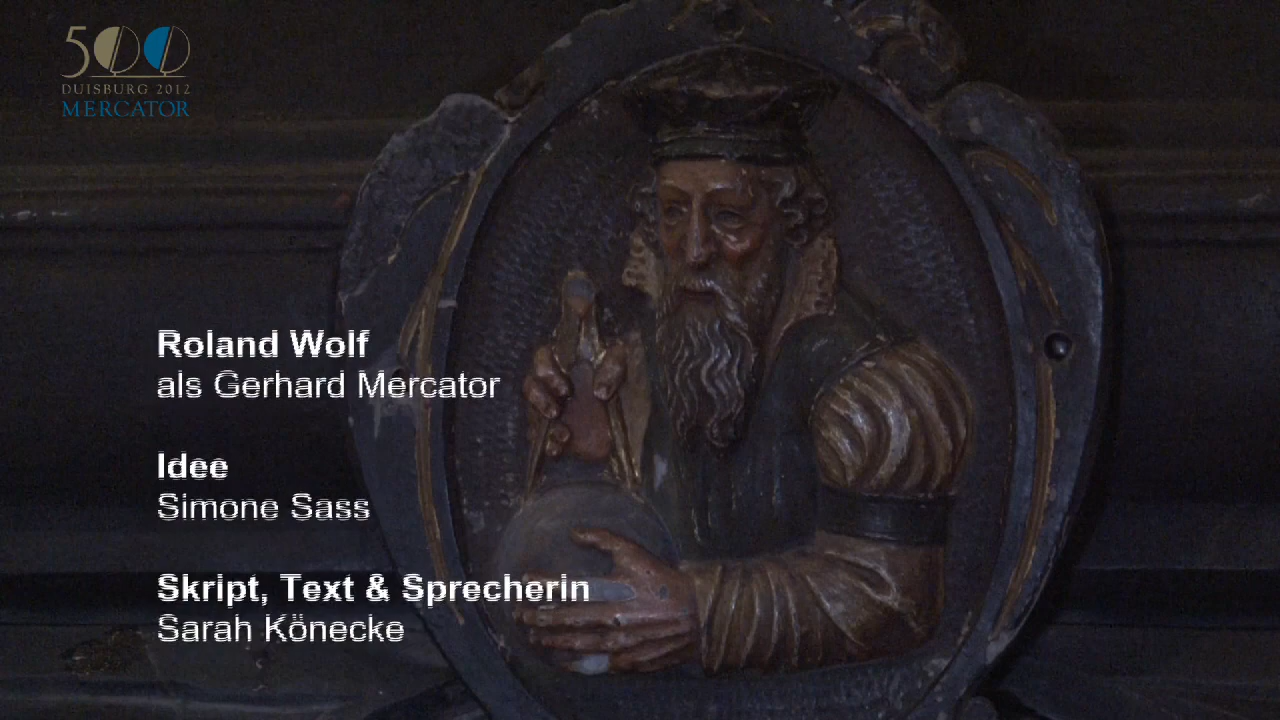 500
DUISBURG 2012
MERCATOR
Roland Wolf
als Gerhard Mercator
Idee
Simone Sass
Skript, Text & Sprecherin
Sarah Könecke